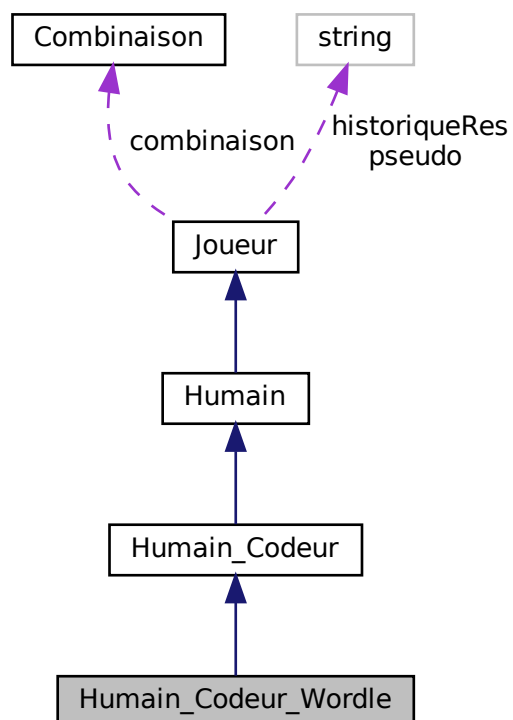 Combinaison
string
combinaison
historiqueRes
pseudo
Joueur
Humain
Humain_Codeur
Humain_Codeur_Wordle